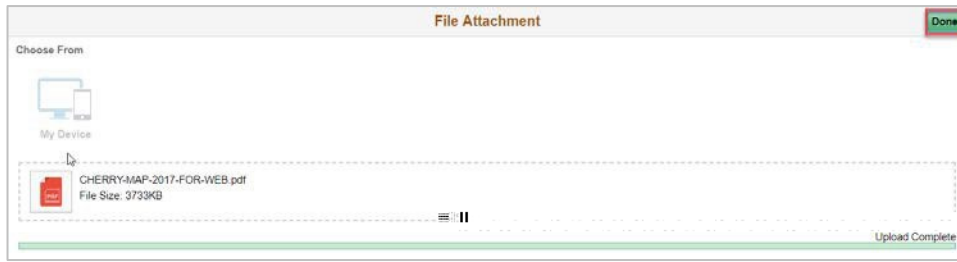 File Attachment
Done
Choose From
My Device
CHERRY-MAP-2017-FOR-WEB.pdf
File Size: 3733KB
Upload Complete